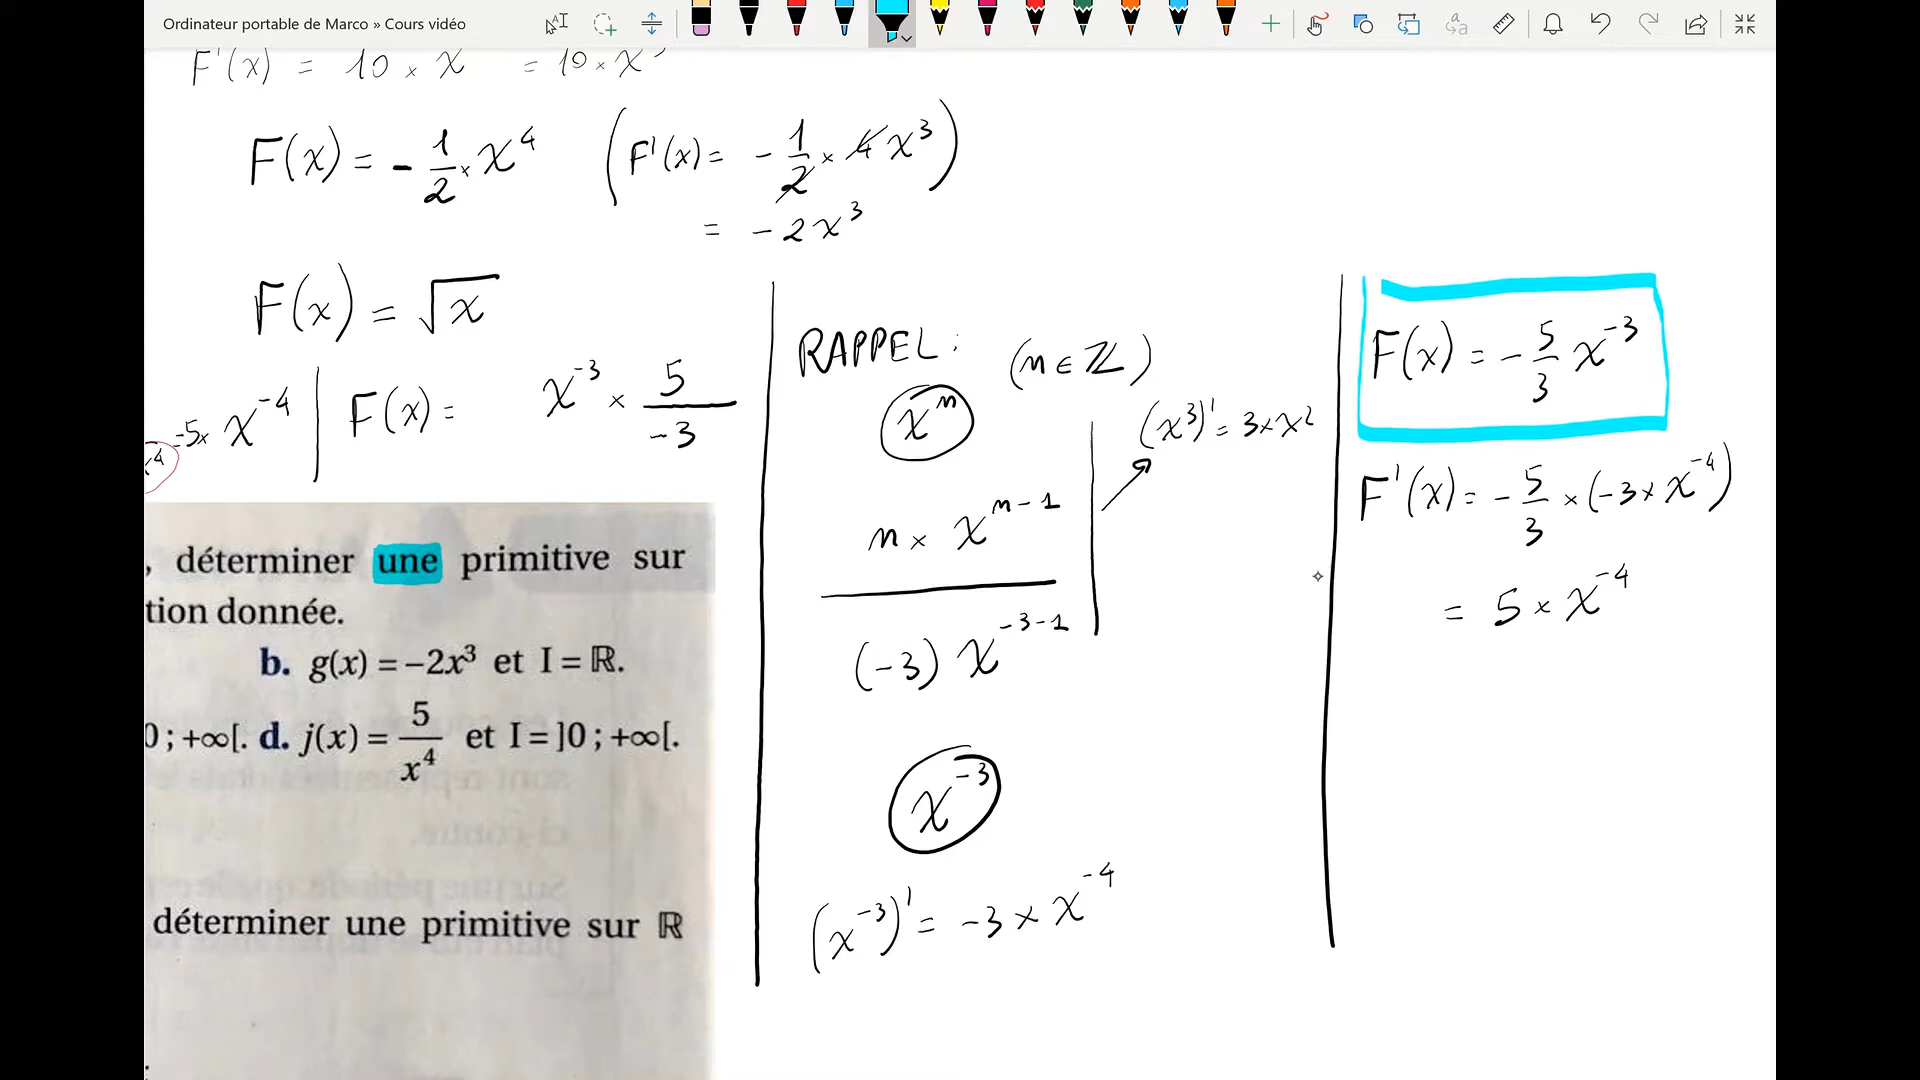 Ordinateur portable de Marco » Cours vidéo
F'(x) = 10 × x = 10 × x³
F(x) = - 1/2 × x⁴ (F'(x) = - 1/2 × 4x³)
= -2x³
F(x) = √x
-5× x⁻⁴ | F(x) = x⁻³ × 5/-3
x⁴
, déterminer une primitive sur
tion donnée.
b. g(x) = −2x³ et I = ℝ.
0 ; +∞[. d. j(x) = 5/x⁴ et I = ]0 ; +∞[.
déterminer une primitive sur ℝ
RAPPEL : (n ∈ ℤ)
xⁿ
(x³)' = 3 × x²
n × xⁿ⁻¹
(-3) x⁻³⁻¹
x⁻³
(x⁻³)' = -3 × x⁻⁴
F(x) = - 5/3 x⁻³
F'(x) = - 5/3 × (-3 × x⁻⁴)
= 5 × x⁻⁴